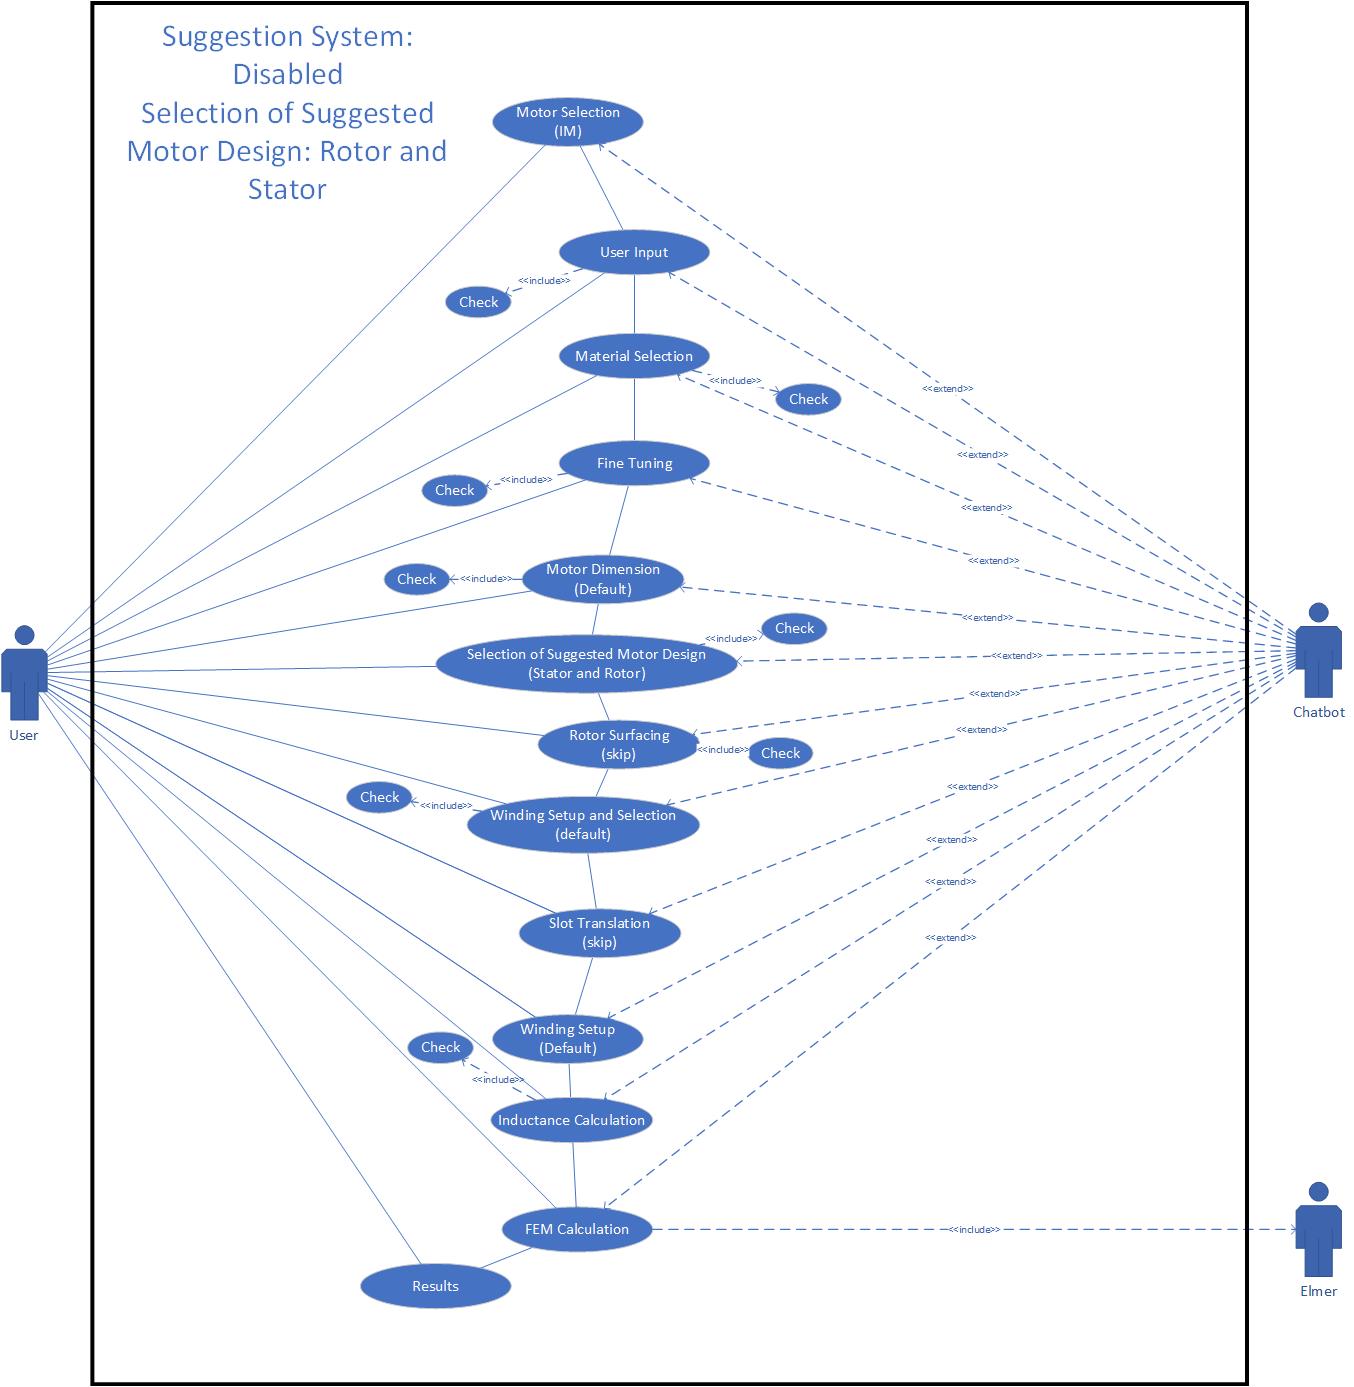 Suggestion System:
Disabled
Selection of Suggested
Motor Design: Rotor and
Stator
Motor Selection
(IM)
User Input
<<include>>
Check
Material Selection
<<include>>
Check
<<extend>>
<<extend>>
Fine Tuning
<<include>>
Check
<<extend>>
<<extend>>
Motor Dimension
(Default)
<<include>>
Check
<<extend>>
Selection of Suggested Motor Design
(Stator and Rotor)
<<include>>
Check
<<extend>>
User
Chatbot
<<extend>>
Rotor Surfacing
(skip)
<<include>>
Check
<<extend>>
Winding Setup and Selection
(default)
<<include>>
Check
<<extend>>
<<extend>>
<<extend>>
Slot Translation
(skip)
<<extend>>
Winding Setup
(Default)
Check
<<include>>
Inductance Calculation
FEM Calculation
<<include>>
Elmer
Results